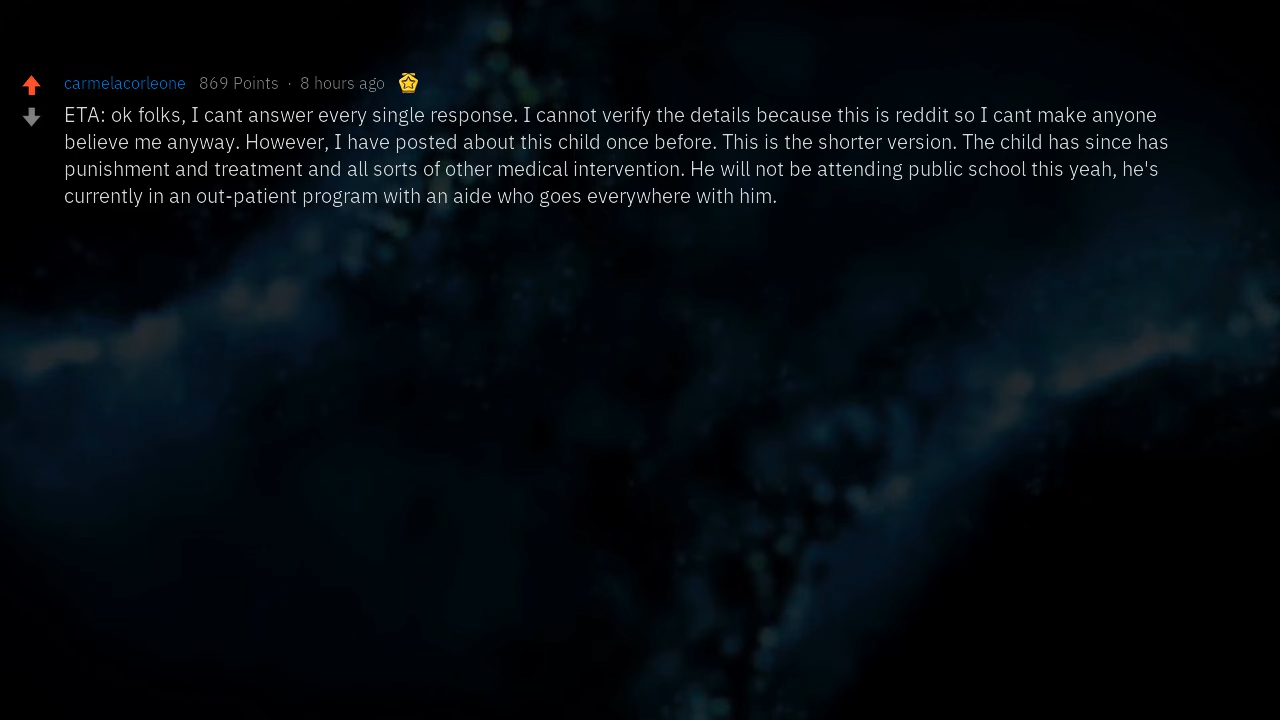 carmelacorleone 869 Points · 8 hours ago
ETA: ok folks, I cant answer every single response. I cannot verify the details because this is reddit so I cant make anyone
believe me anyway. However, I have posted about this child once before. This is the shorter version. The child has since has
punishment and treatment and all sorts of other medical intervention. He will not be attending public school this yeah, he's
currently in an out-patient program with an aide who goes everywhere with him.